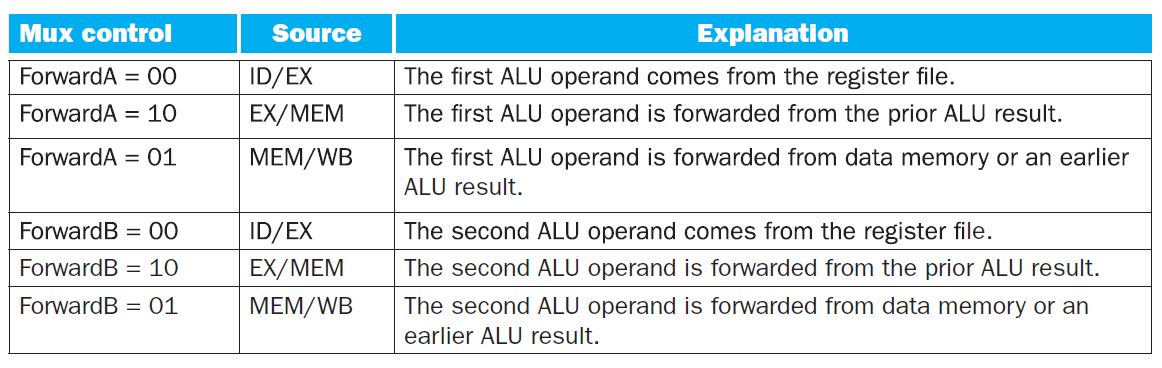 Mux control Source Explanation
ForwardA = 00 ID/EX The first ALU operand comes from the register file.
ForwardA = 10 EX/MEM The first ALU operand is forwarded from the prior ALU result.
ForwardA = 01 MEM/WB The first ALU operand is forwarded from data memory or an earlier
ALU result.
ForwardB = 00 ID/EX The second ALU operand comes from the register file.
ForwardB = 10 EX/MEM The second ALU operand is forwarded from the prior ALU result.
ForwardB = 01 MEM/WB The second ALU operand is forwarded from data memory or an
earlier ALU result.